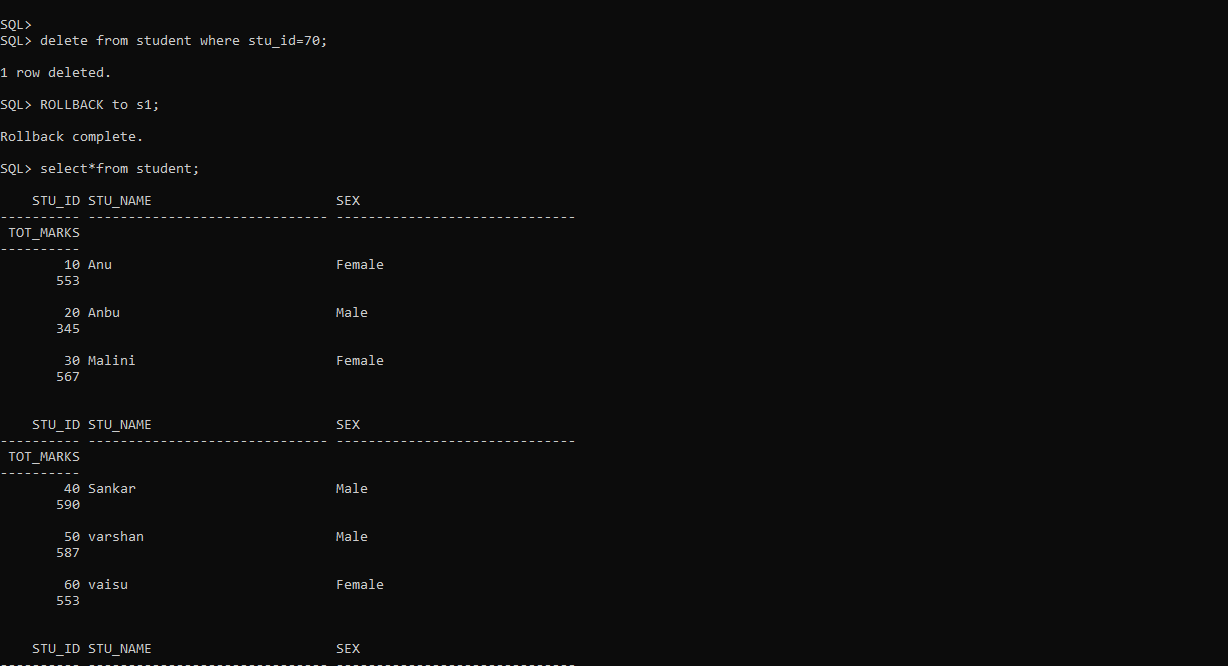 SQL>
SQL> delete from student where stu_id=70;
1 row deleted.
SQL> ROLLBACK to s1;
Rollback complete.
SQL> select*from student;
    STU_ID STU_NAME                       SEX
---------- ------------------------------ ------------------------------
 TOT_MARKS
----------
        10 Anu                            Female
       553
        20 Anbu                           Male
       345
        30 Malini                         Female
       567
    STU_ID STU_NAME                       SEX
---------- ------------------------------ ------------------------------
 TOT_MARKS
----------
        40 Sankar                         Male
       590
        50 varshan                        Male
       587
        60 vaisu                          Female
       553
    STU_ID STU_NAME                       SEX
---------- ------------------------------ ------------------------------